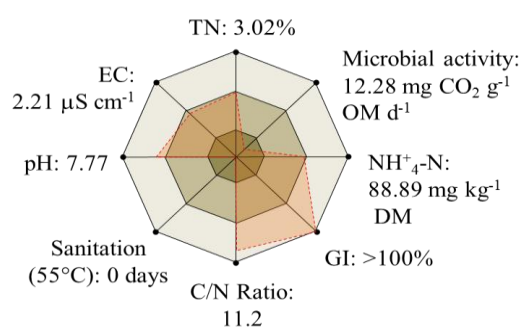 TN: 3.02%
Microbial activity:
12.28 mg CO₂ g⁻¹
OM d⁻¹
EC:
2.21 µS cm⁻¹
pH: 7.77
NH⁺₄-N:
88.89 mg kg⁻¹
DM
Sanitation
(55°C): 0 days
GI: >100%
C/N Ratio:
11.2